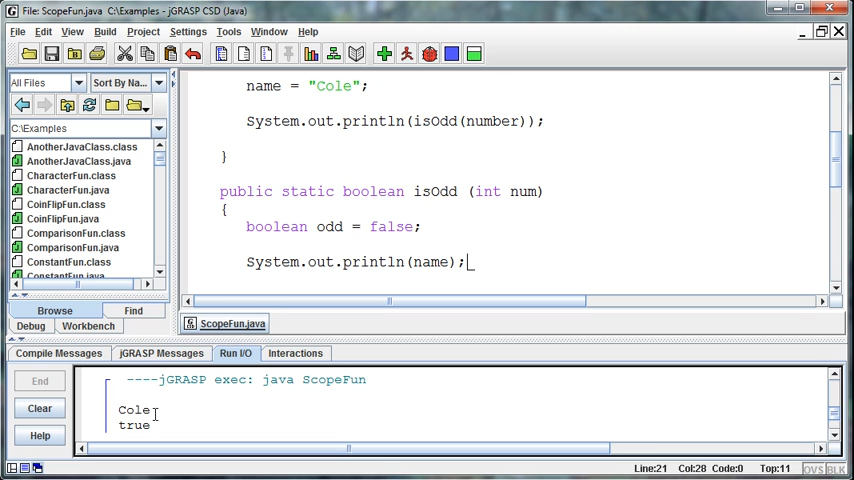 File: ScopeFun.java  C:\Examples - jGRASP CSD (Java)
File Edit View Build Project Settings Tools Window Help
All Files Sort By Na...
C:\Examples
AnotherJavaClass.class
AnotherJavaClass.java
CharacterFun.class
CharacterFun.java
CoinFlipFun.class
CoinFlipFun.java
ComparisonFun.class
ComparisonFun.java
ConstantFun.class
ConstantFun.java
Browse Find
Debug Workbench
name = "Cole";
System.out.println(isOdd(number));
}
public static boolean isOdd (int num)
{
boolean odd = false;
System.out.println(name);
ScopeFun.java
Compile Messages jGRASP Messages Run I/O Interactions
End
Clear
Help
----jGRASP exec: java ScopeFun
Cole
true
Line:21 Col:28 Code:0 Top:11 OVS BLK